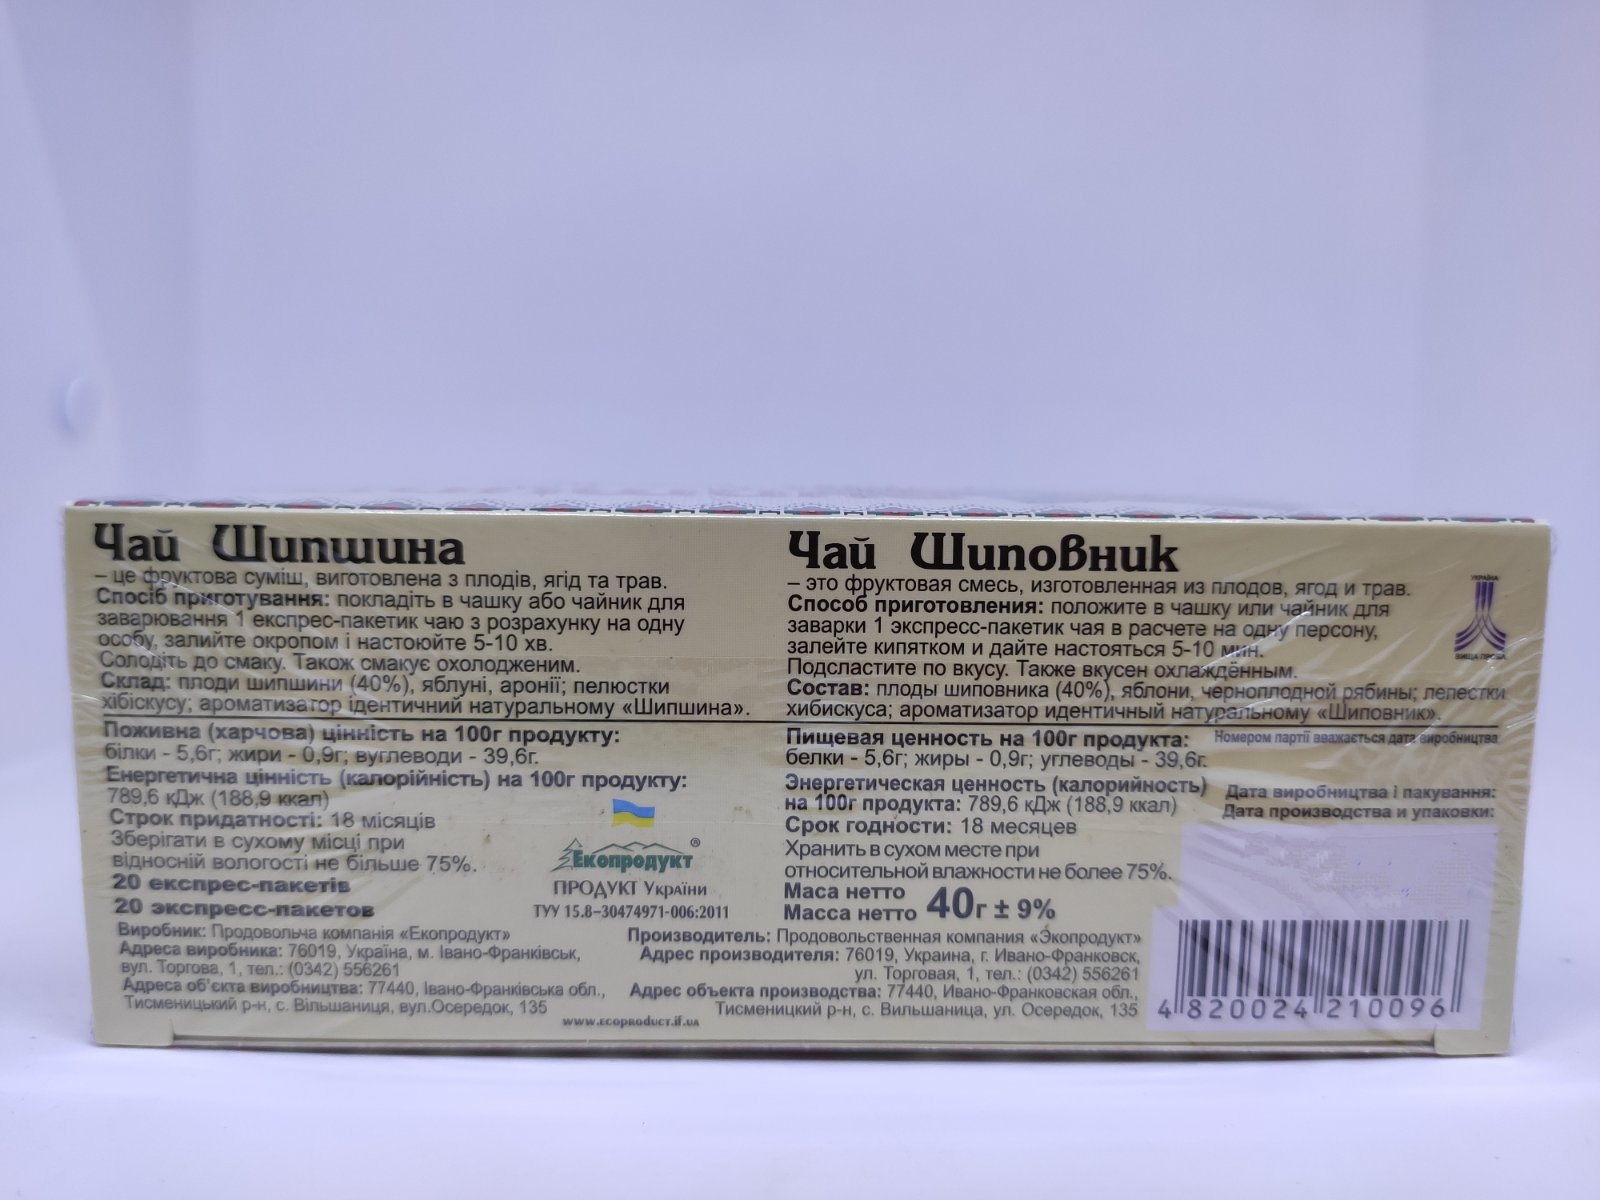 Чай Шипшина
– це фруктова суміш, виготовлена з плодів, ягід та трав.
Спосіб приготування: покладіть в чашку або чайник для
заварювання 1 експрес-пакетик чаю з розрахунку на одну
особу, залийте окропом і настоюйте 5-10 хв.
Солодіть до смаку. Також смакує охолодженим.
Склад: плоди шипшини (40%), яблуні, аронії; пелюстки
хібіскусу; ароматизатор ідентичний натуральному «Шипшина».
Поживна (харчова) цінність на 100г продукту:
білки - 5,6г; жири - 0,9г; вуглеводи - 39,6г.
Енергетична цінність (калорійність) на 100г продукту:
789,6 кДж (188,9 ккал)
Строк придатності: 18 місяців
Зберігати в сухому місці при
відносній вологості не більше 75%.
20 експрес-пакетів
20 экспресс-пакетов
Екопродукт®
ПРОДУКТ України
ТУУ 15.8–30474971-006:2011
Виробник: Продовольча компанія «Екопродукт»
Адреса виробника: 76019, Україна, м. Івано-Франківськ,
вул. Торгова, 1, тел.: (0342) 556261
Адреса об'єкта виробництва: 77440, Івано-Франківська обл.,
Тисменицький р-н, с. Вільшаниця, вул.Осередок, 135
www.ecoproduct.if.ua
Чай Шиповник
– это фруктовая смесь, изготовленная из плодов, ягод и трав.
Способ приготовления: положите в чашку или чайник для
заварки 1 экспресс-пакетик чая в расчете на одну персону,
залейте кипятком и дайте настояться 5-10 мин.
Подсластите по вкусу. Также вкусен охлаждённым.
Состав: плоды шиповника (40%), яблони, черноплодной рябины; лепестки
хибискуса; ароматизатор идентичный натуральному «Шиповник».
Пищевая ценность на 100г продукта:
белки - 5,6г; жиры - 0,9г; углеводы - 39,6г.
Энергетическая ценность (калорийность)
на 100г продукта: 789,6 кДж (188,9 ккал)
Срок годности: 18 месяцев
Хранить в сухом месте при
относительной влажности не более 75%.
Маса нетто
Масса нетто 40г ± 9%
Производитель: Продовольственная компания «Экопродукт»
Адрес производителя: 76019, Украина, г. Ивано-Франковск,
ул. Торговая, 1, тел.: (0342) 556261
Адрес объекта производства: 77440, Ивано-Франковская обл.,
Тисменицкий р-н, с. Вильшаница, ул. Осередок, 135
УКРАЇНА
ВИЩА ПРОБА
Номером партії вважається дата виробництва
Дата виробництва і пакування:
Дата производства и упаковки:
4 820024 210096